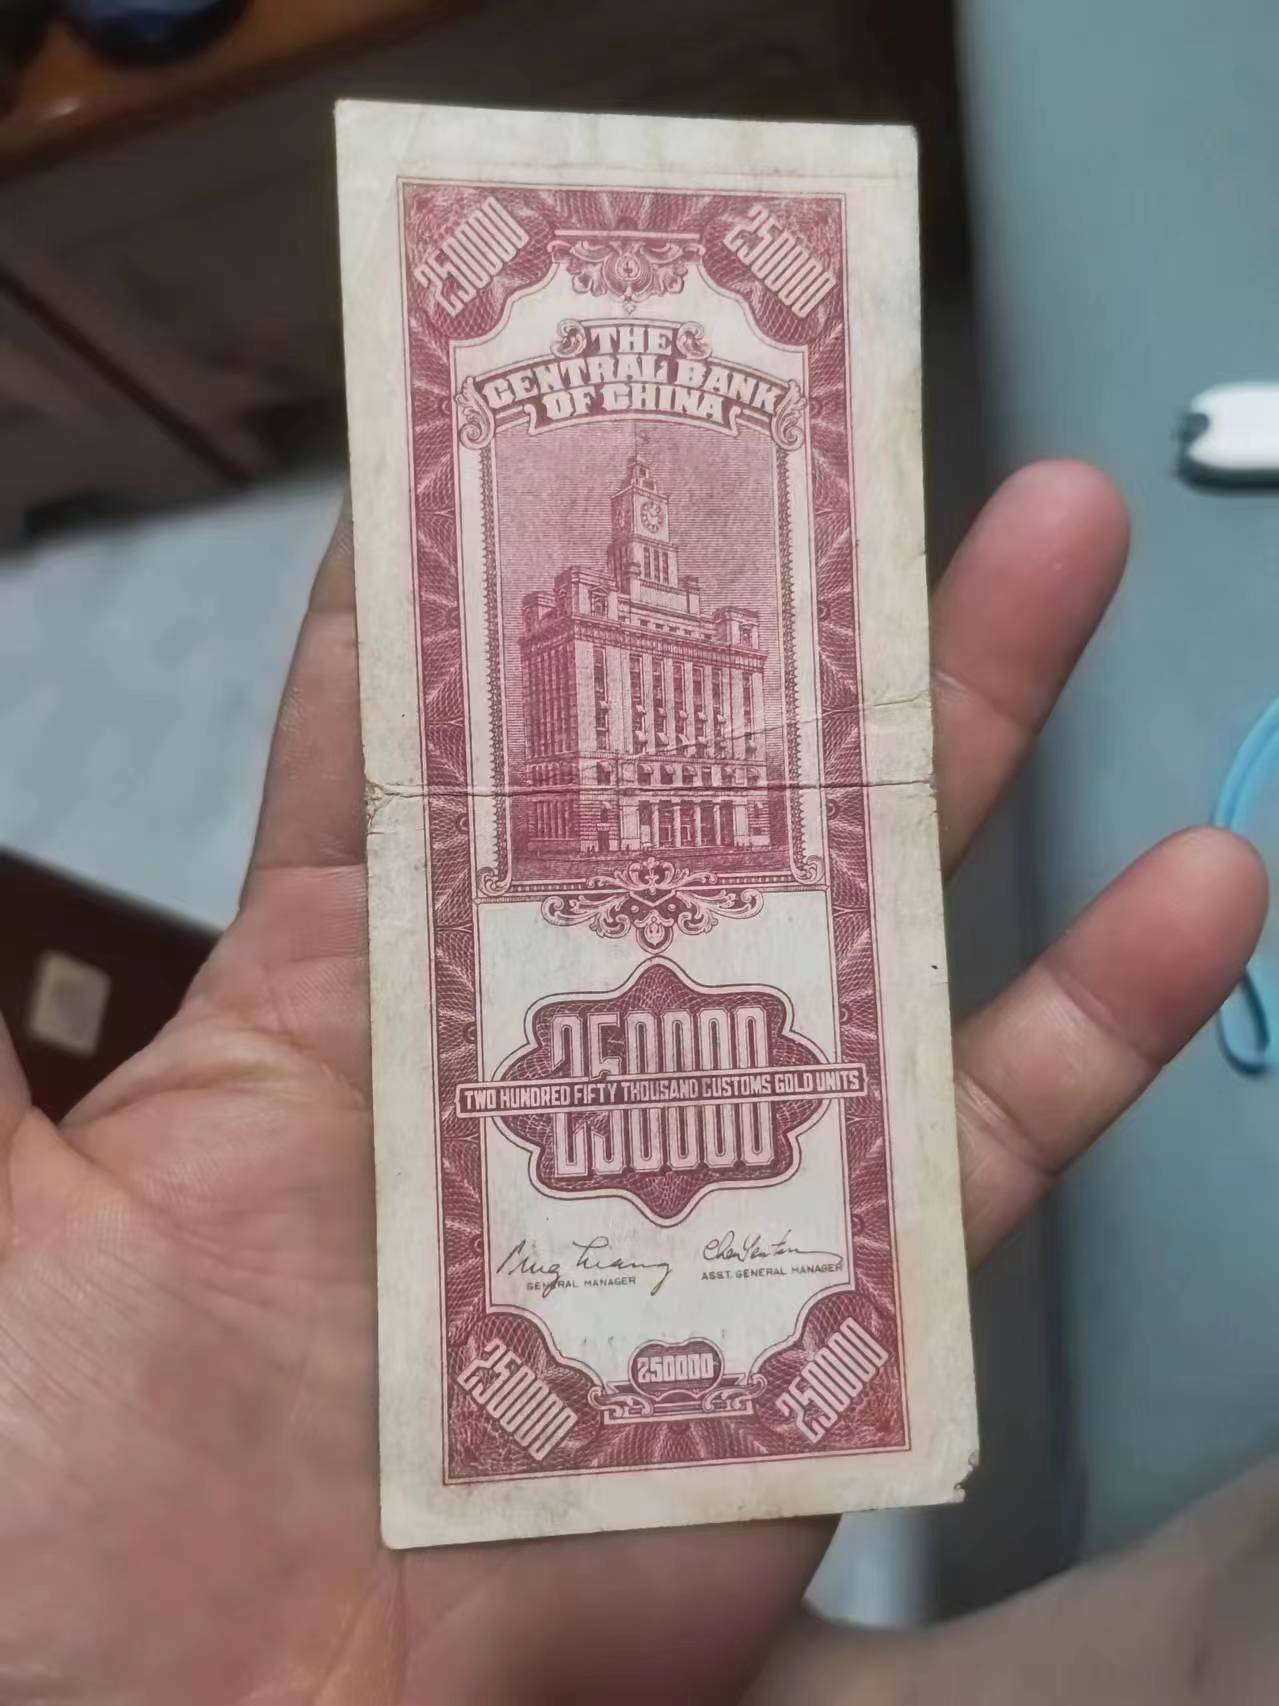 250000
250000
THE
CENTRAL BANK
OF CHINA
250000
TWO HUNDRED FIFTY THOUSAND CUSTOMS GOLD UNITS
250000
GENERAL MANAGER
ASST. GENERAL MANAGER
250000
250000
250000